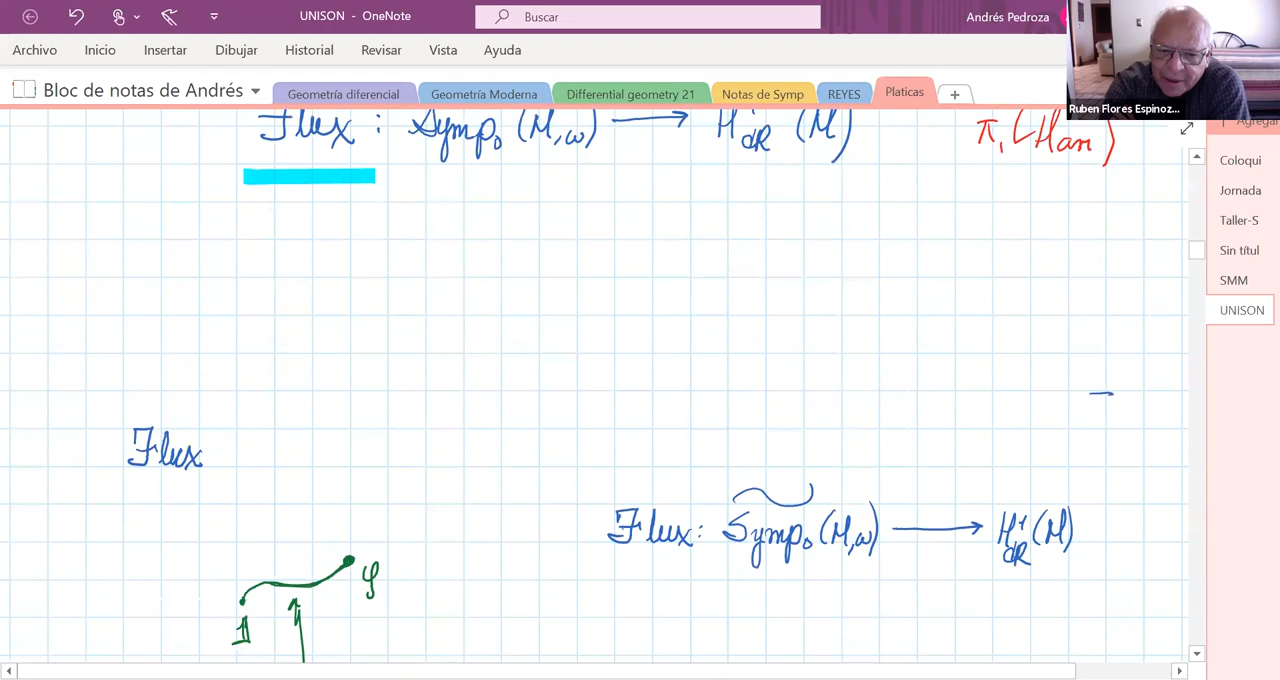 UNISON - OneNote
Buscar
Andrés Pedroza
Archivo Inicio Insertar Dibujar Historial Revisar Vista Ayuda
Ruben Flores Espinoz...
Bloc de notas de Andrés
Geometría diferencial Geometría Moderna Differential geometry 21 Notas de Symp REYES Platicas
Agregar
Flux : Symp₀ (M,ω) ⟶ H¹dR (M)
π₁(Ham)
Coloqui
Jornada
Taller-S
Sin títul
SMM
UNISON
Flux
Flux: Symp₀(M,ω) ⟶ H¹dR(M)
φ
1